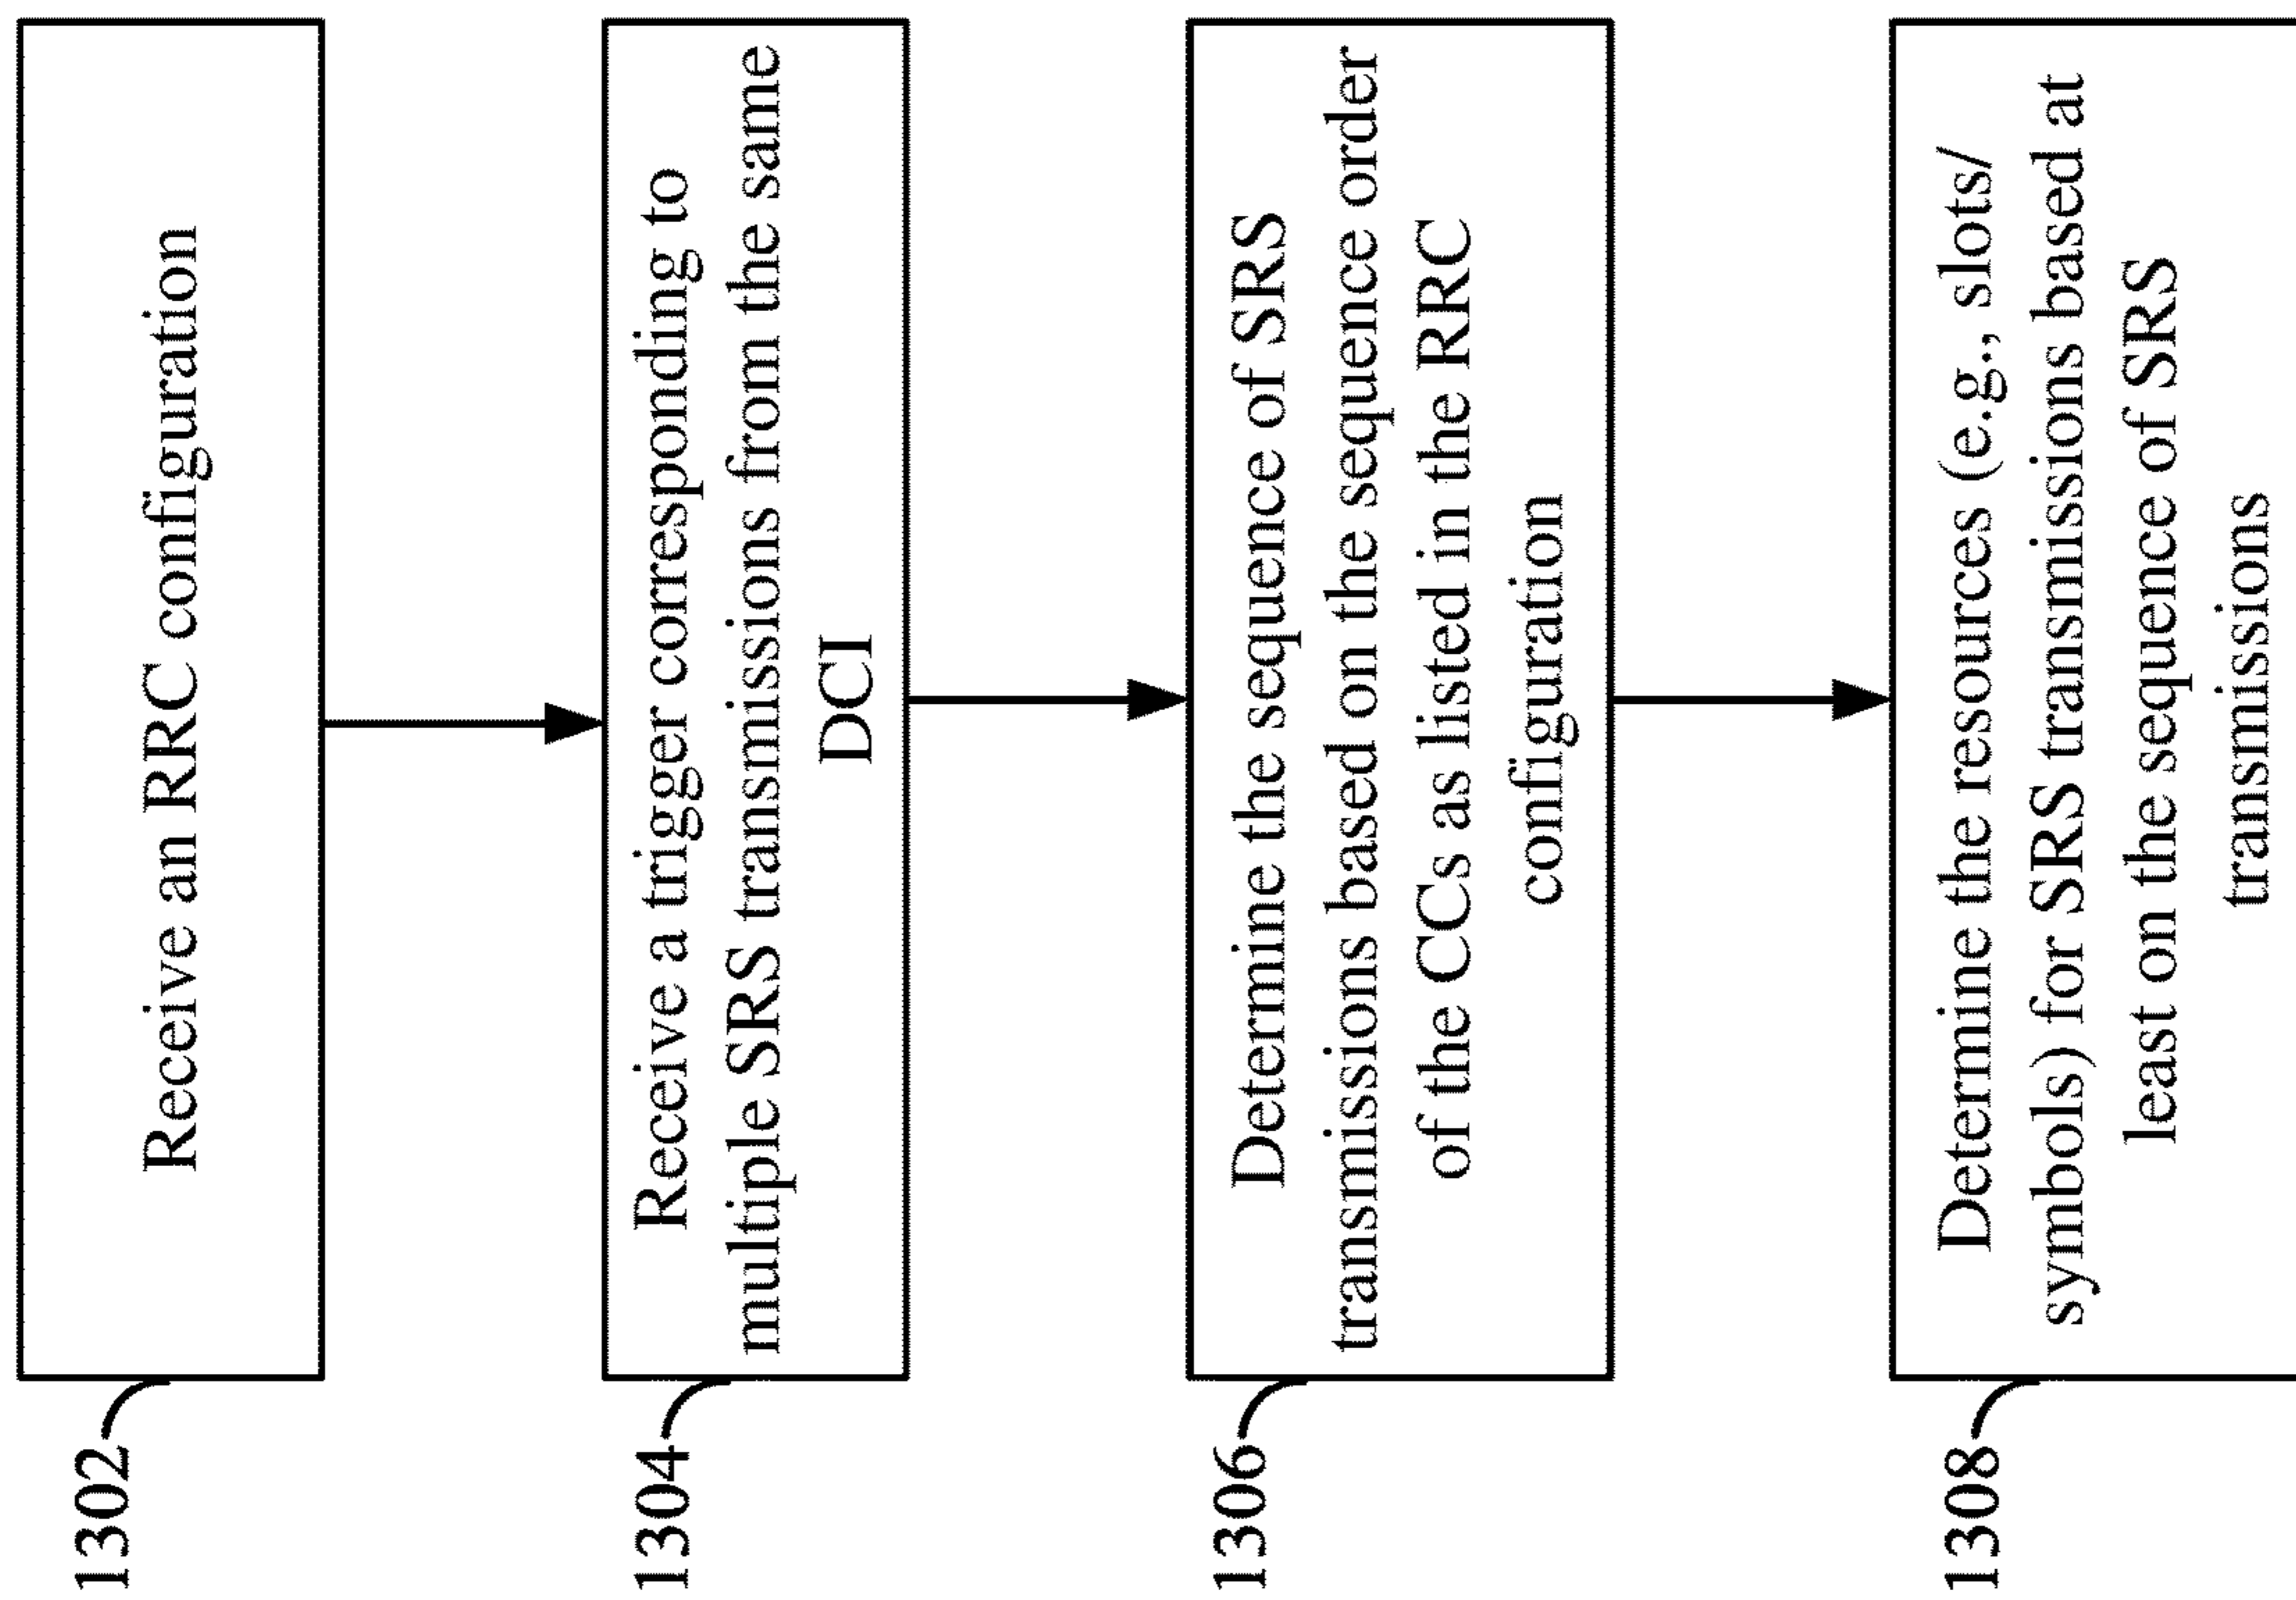 1302
Receive an RRC configuration
1304
Receive a trigger corresponding to
multiple SRS transmissions from the same
DCI
1306
Determine the sequence of SRS
transmissions based on the sequence order
of the CCs as listed in the RRC
configuration
1308
Determine the resources (e.g., slots/
symbols) for SRS transmissions based at
least on the sequence of SRS
transmissions